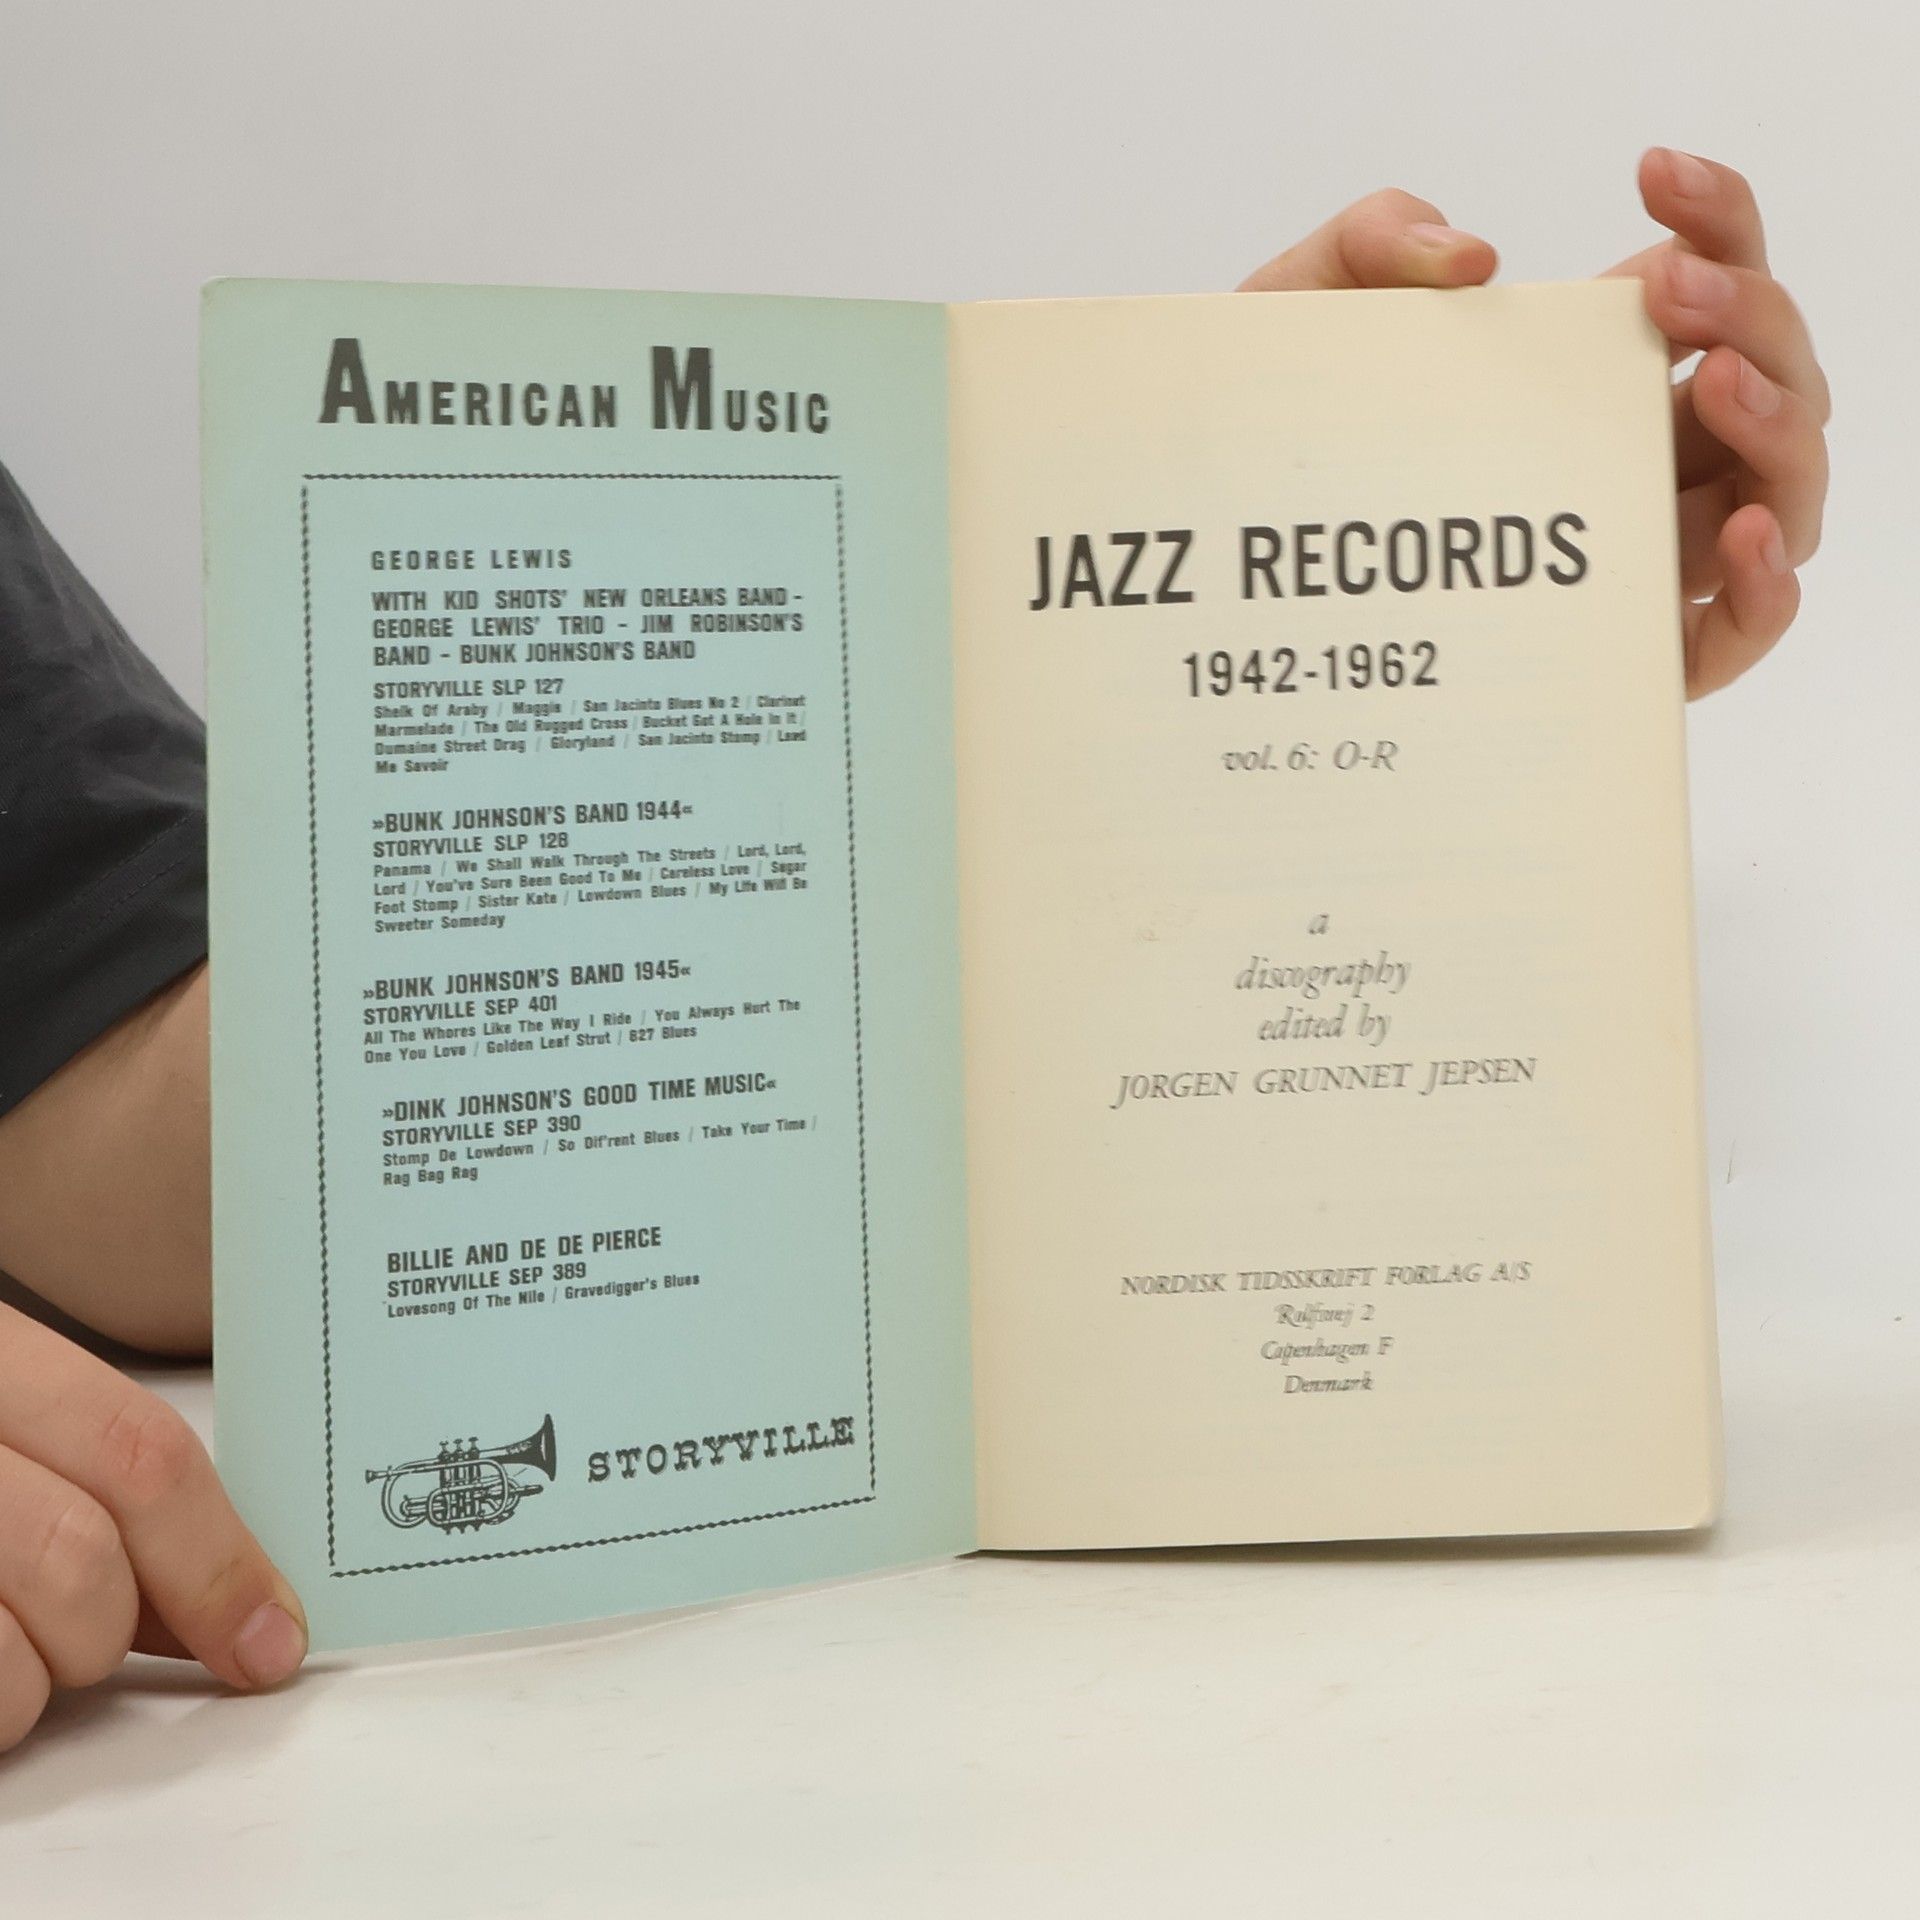 AMERICAN MUSIC
GEORGE LEWIS
WITH KID SHOTS' NEW ORLEANS BAND -
GEORGE LEWIS' TRIO - JIM ROBINSON'S
BAND - BUNK JOHNSON'S BAND
STORYVILLE SLP 127
Sheik Of Araby / Maggie / San Jacinto Blues No 2 / Clarinet
Marmelade / The Old Rugged Cross / Bucket Got A Hole In It /
Dumaine Street Drag / Gloryland / San Jacinto Stomp / Lead
Me Savoir
»BUNK JOHNSON'S BAND 1944«
STORYVILLE SLP 128
Panama / We Shall Walk Through The Streets / Lord, Lord,
Lord / You've Sure Been Good To Me / Careless Love / Sugar
Foot Stomp / Sister Kate / Lowdown Blues / My Life Will Be
Sweeter Someday
»BUNK JOHNSON'S BAND 1945«
STORYVILLE SEP 401
All The Whores Like The Way I Ride / You Always Hurt The
One You Love / Golden Leaf Strut / 827 Blues
»DINK JOHNSON'S GOOD TIME MUSIC«
STORYVILLE SEP 390
Stomp De Lowdown / So Dif'rent Blues / Take Your Time /
Rag Bag Rag
BILLIE AND DE DE PIERCE
STORYVILLE SEP 389
Lovesong Of The Nile / Gravedigger's Blues
STORYVILLE
JAZZ RECORDS
1942-1962
vol. 6: O-R
a
discography
edited by
JORGEN GRUNNET JEPSEN
NORDISK TIDSSKRIFT FORLAG A/S
2
Copenhagen F
Denmark